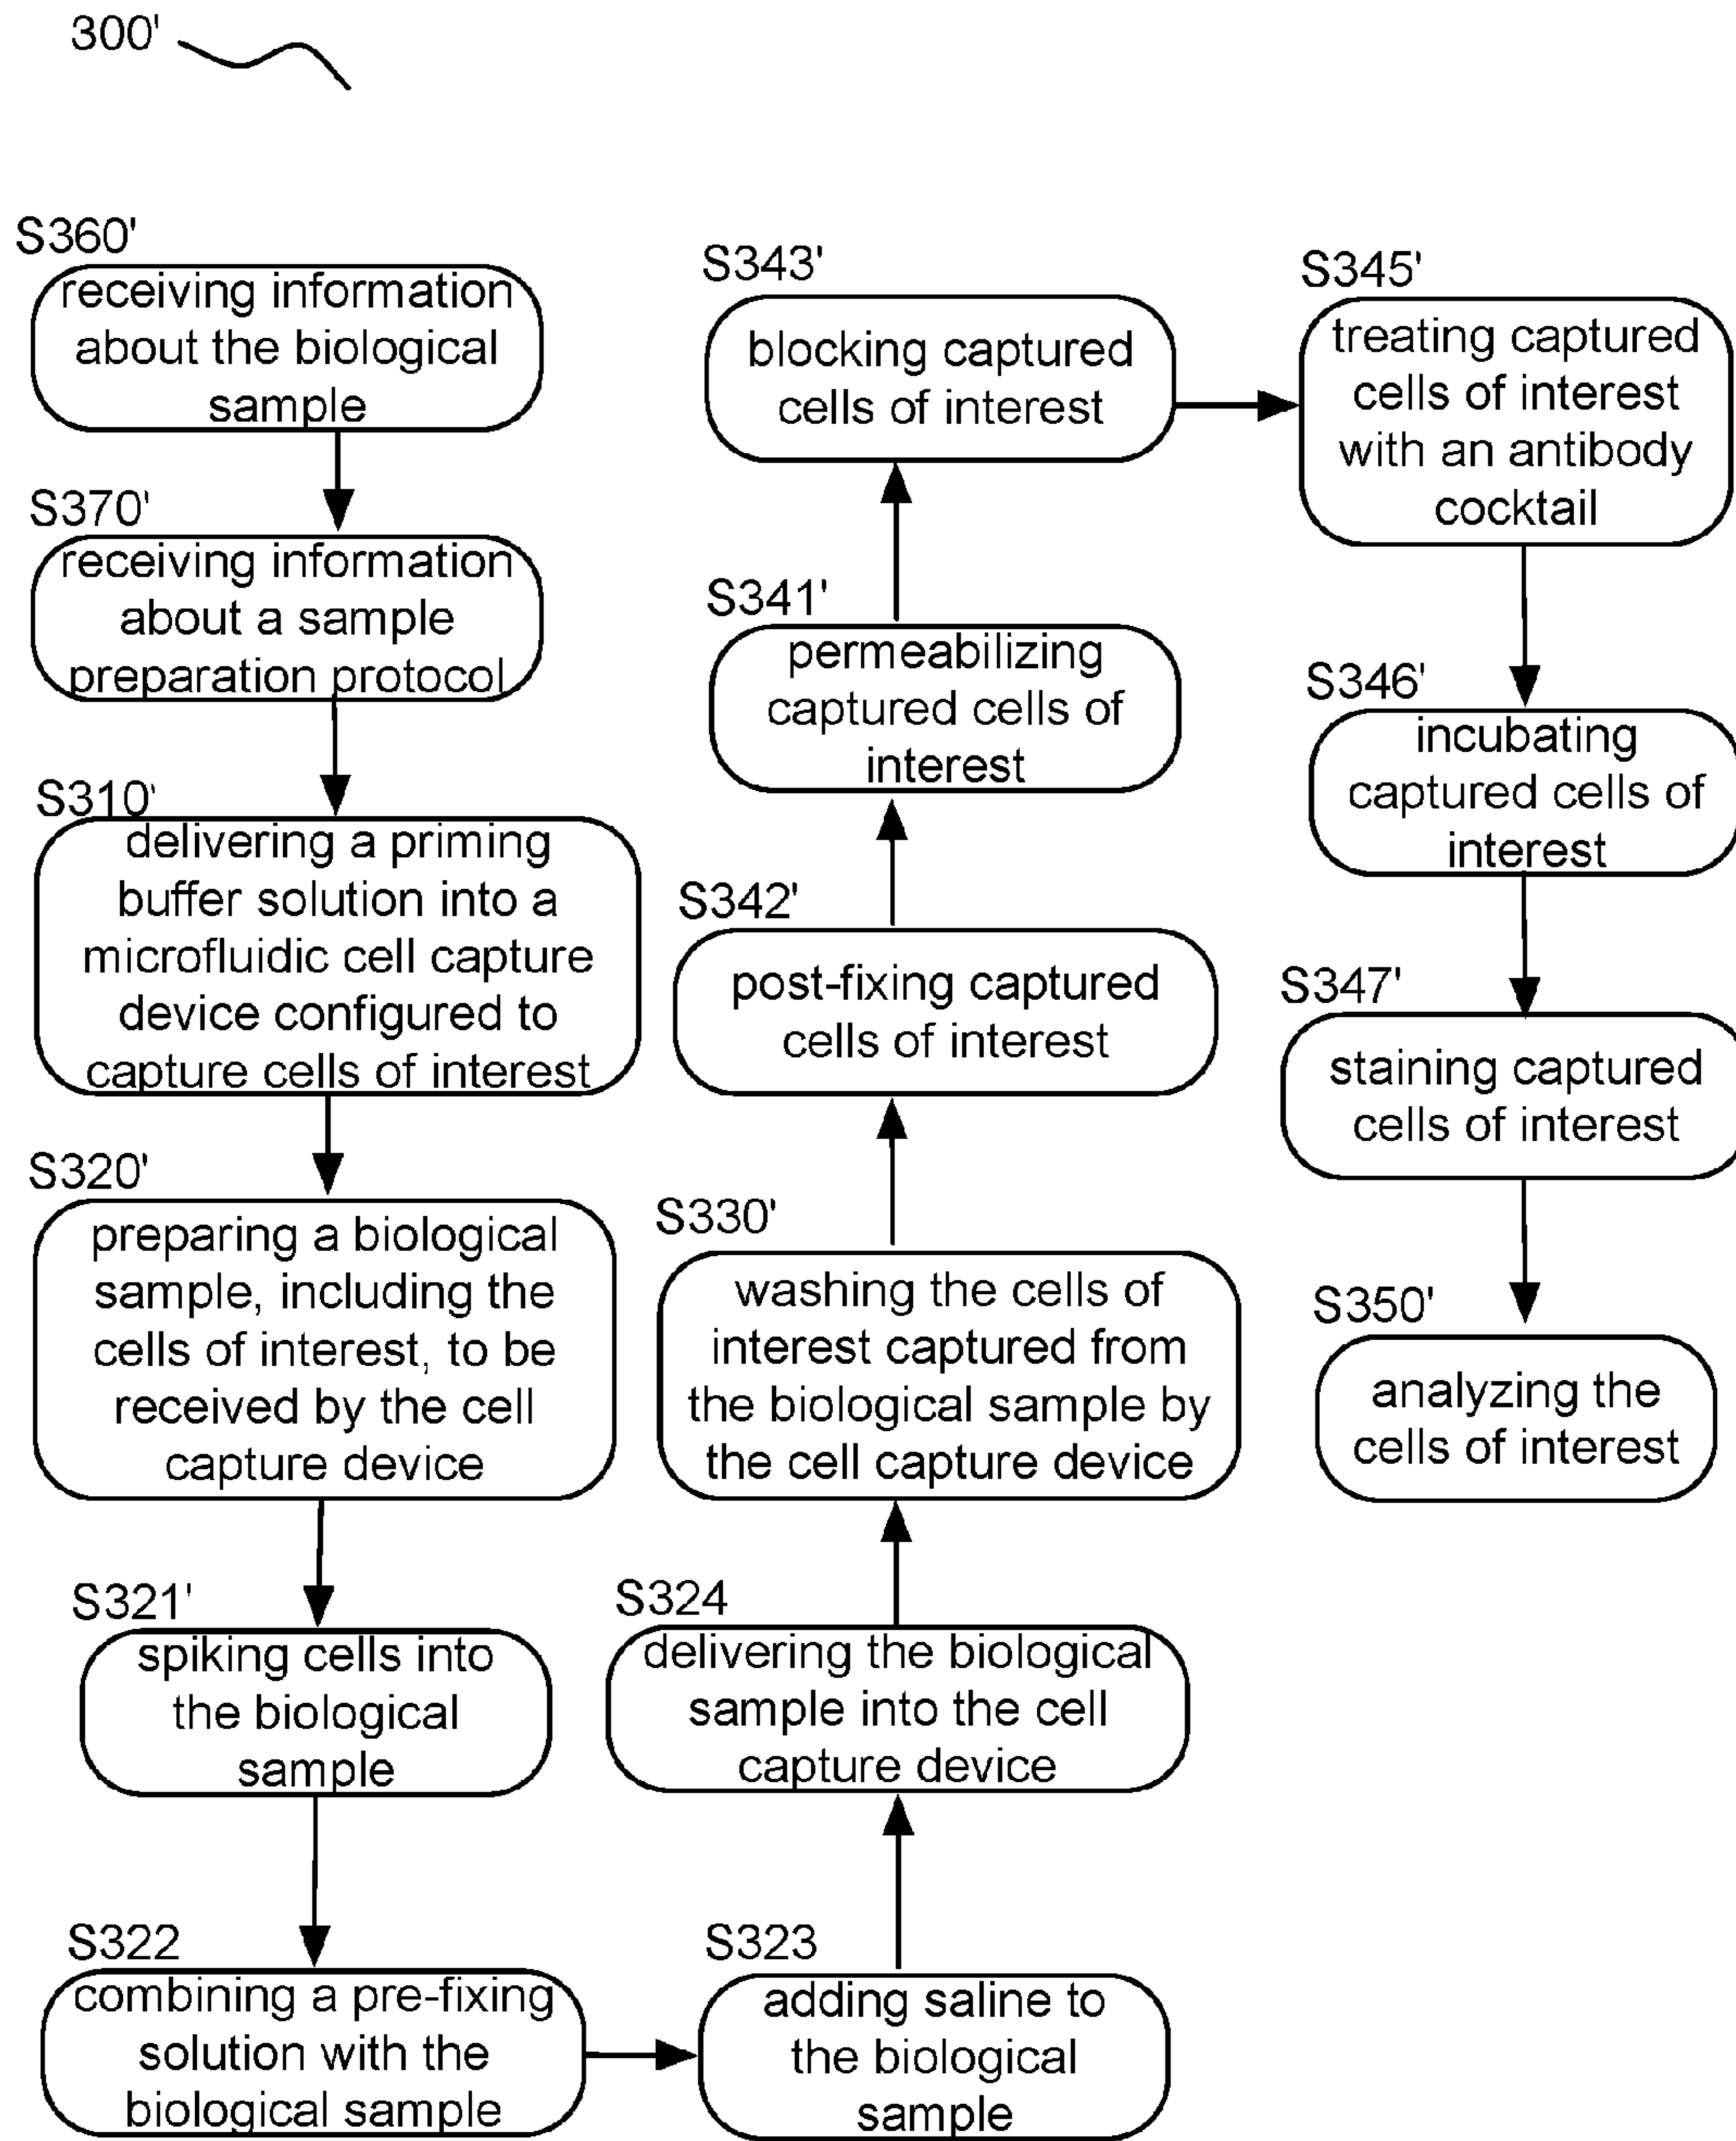 300'
S360'
receiving information
about the biological
sample
S370'
receiving information
about a sample
preparation protocol
S310'
delivering a priming
buffer solution into a
microfluidic cell capture
device configured to
capture cells of interest
S320'
preparing a biological
sample, including the
cells of interest, to be
received by the cell
capture device
S321'
spiking cells into
the biological
sample
S322
combining a pre-fixing
solution with the
biological sample
S323
adding saline to
the biological
sample
S324
delivering the biological
sample into the cell
capture device
S330'
washing the cells of
interest captured from
the biological sample by
the cell capture device
S342'
post-fixing captured
cells of interest
S341'
permeabilizing
captured cells of
interest
S343'
blocking captured
cells of interest
S345'
treating captured
cells of interest
with an antibody
cocktail
S346'
incubating
captured cells of
interest
S347'
staining captured
cells of interest
S350'
analyzing the
cells of interest